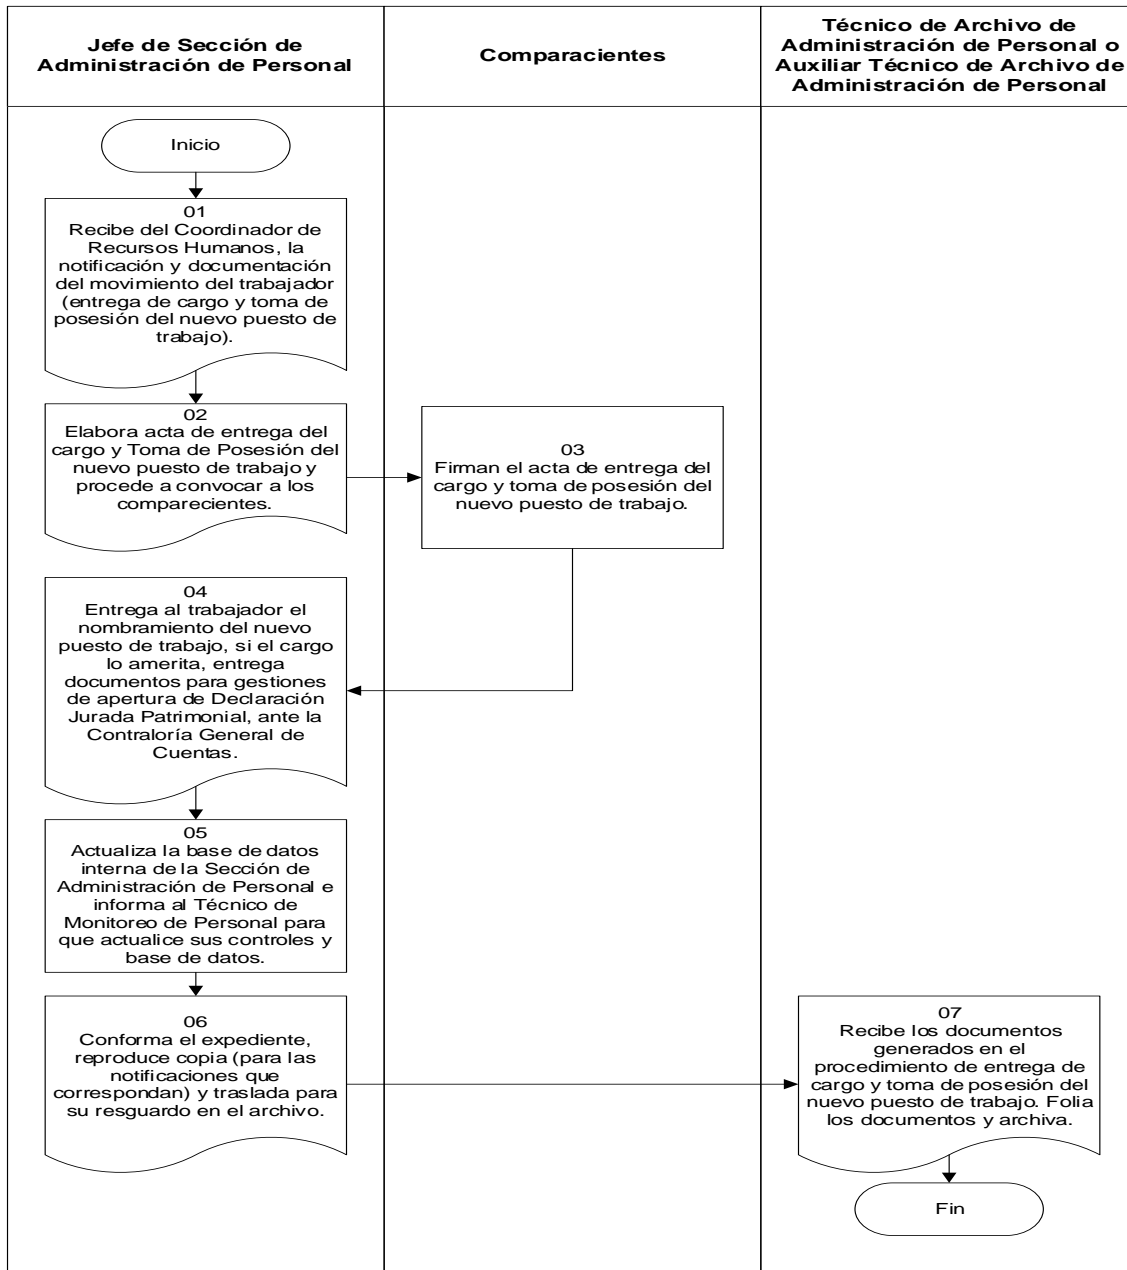 Jefe de Sección de
Administración de Personal
Comparacientes
Técnico de Archivo de
Administración de Personal o
Auxiliar Técnico de Archivo de
Administración de Personal
Inicio
01
Recibe del Coordinador de
Recursos Humanos, la
notificación y documentación
del movimiento del trabajador
(entrega de cargo y toma de
posesión del nuevo puesto de
trabajo).
02
Elabora acta de entrega del
cargo y Toma de Posesión del
nuevo puesto de trabajo y
procede a convocar a los
comparecientes.
03
Firman el acta de entrega del
cargo y toma de posesión del
nuevo puesto de trabajo.
04
Entrega al trabajador el
nombramiento del nuevo
puesto de trabajo, si el cargo
lo amerita, entrega
documentos para gestiones
de apertura de Declaración
Jurada Patrimonial, ante la
Contraloría General de
Cuentas.
05
Actualiza la base de datos
interna de la Sección de
Administración de Personal e
informa al Técnico de
Monitoreo de Personal para
que actualice sus controles y
base de datos.
06
Conforma el expediente,
reproduce copia (para las
notificaciones que
correspondan) y traslada para
su resguardo en el archivo.
07
Recibe los documentos
generados en el
procedimiento de entrega de
cargo y toma de posesión del
nuevo puesto de trabajo. Folia
los documentos y archiva.
Fin